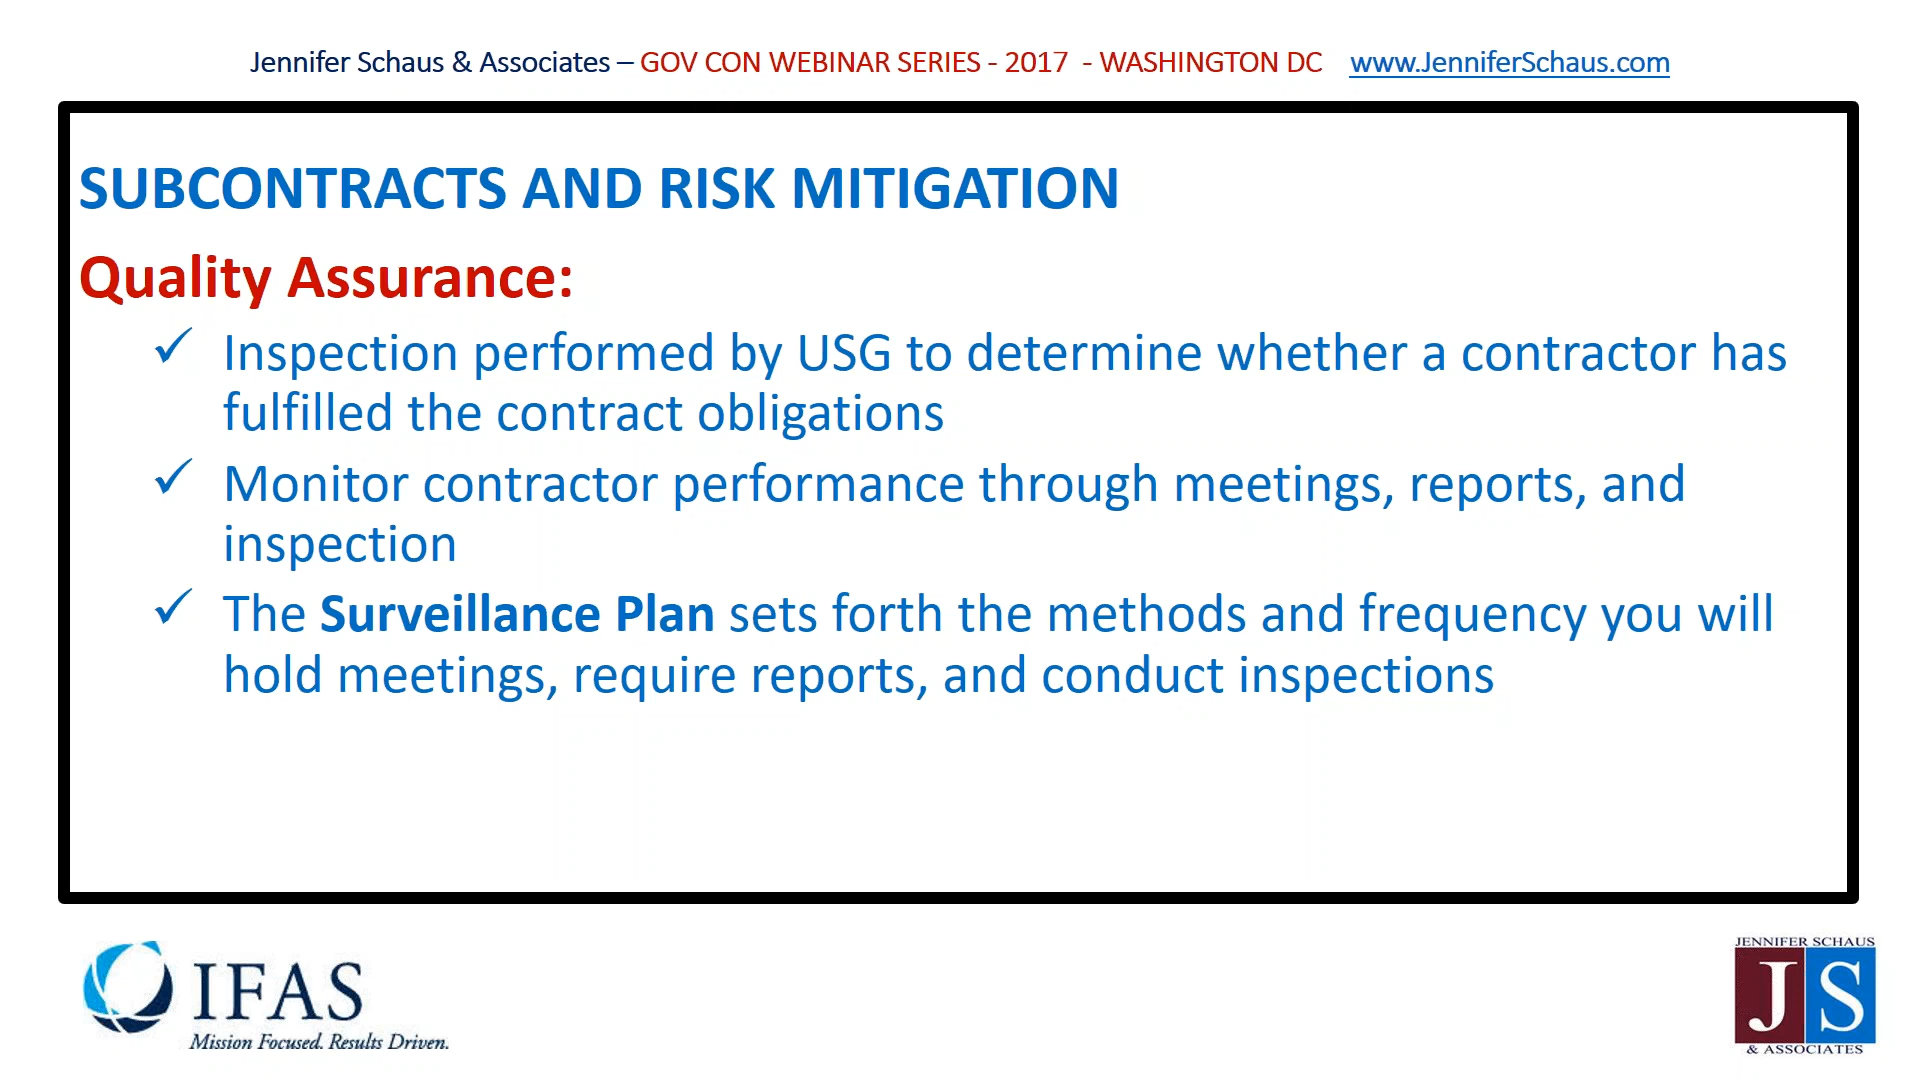 Jennifer Schaus & Associates – GOV CON WEBINAR SERIES - 2017 - WASHINGTON DC www.JenniferSchaus.com
SUBCONTRACTS AND RISK MITIGATION
Quality Assurance:
✓ Inspection performed by USG to determine whether a contractor has
fulfilled the contract obligations
✓ Monitor contractor performance through meetings, reports, and
inspection
✓ The Surveillance Plan sets forth the methods and frequency you will
hold meetings, require reports, and conduct inspections
IFAS
Mission Focused. Results Driven.
JENNIFER SCHAUS
JS
& ASSOCIATES